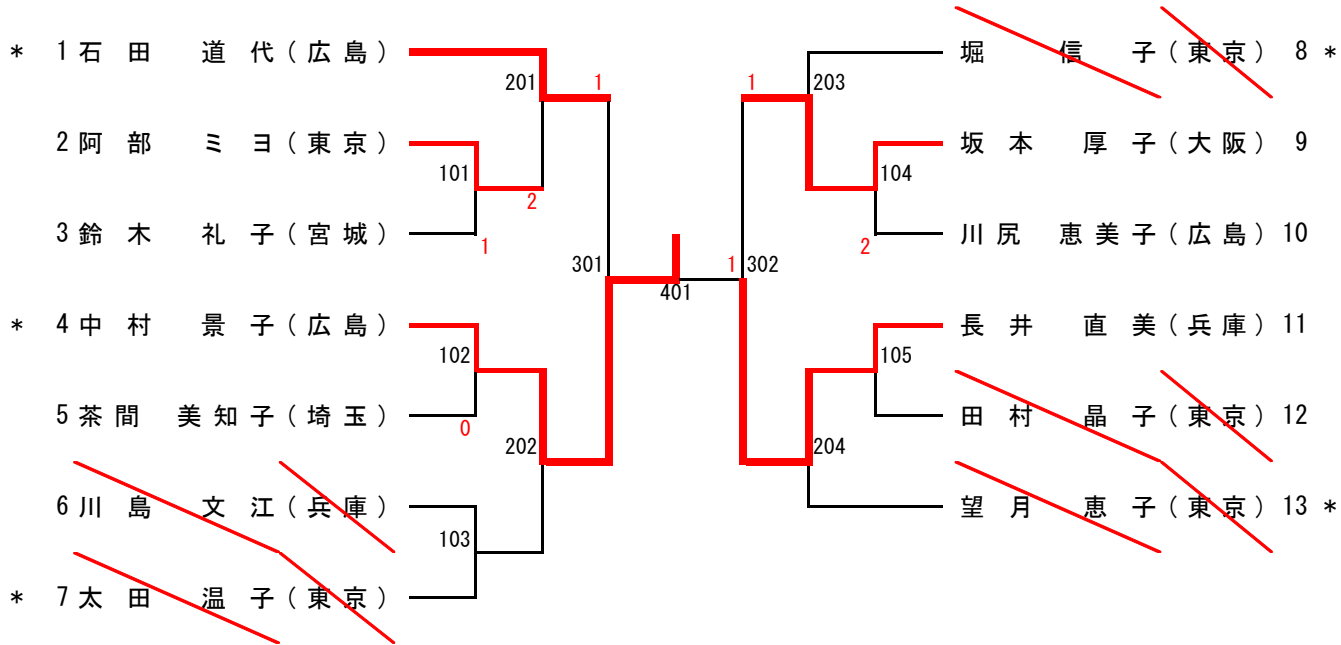 * 1 石田 道代 (広島)
201
1
2 阿部 ミヨ (東京)
101
2
3 鈴木 礼子 (宮城)
1
301
* 4 中村 景子 (広島)
102
5 茶間 美知子 (埼玉)
0
202
6 川島 文江 (兵庫)
103
* 7 太田 温子 (東京)
401
堀 信子 (東京) 8 *
1
203
坂本 厚子 (大阪) 9
104
川尻 恵美子 (広島) 10
2
1
302
長井 直美 (兵庫) 11
105
田村 晶子 (東京) 12
204
望月 恵子 (東京) 13 *